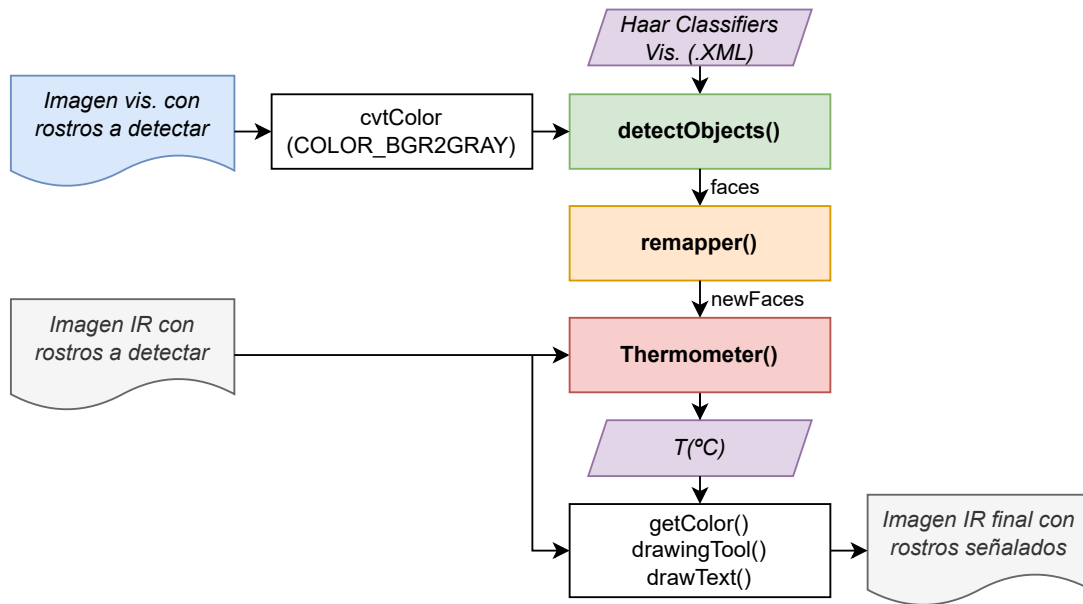 Haar Classifiers
Vis. (.XML)
Imagen vis. con
rostros a detectar
cvtColor
(COLOR_BGR2GRAY)
detectObjects()
faces
remapper()
newFaces
Imagen IR con
rostros a detectar
Thermometer()
T(ºC)
getColor()
drawingTool()
drawText()
Imagen IR final con
rostros señalados